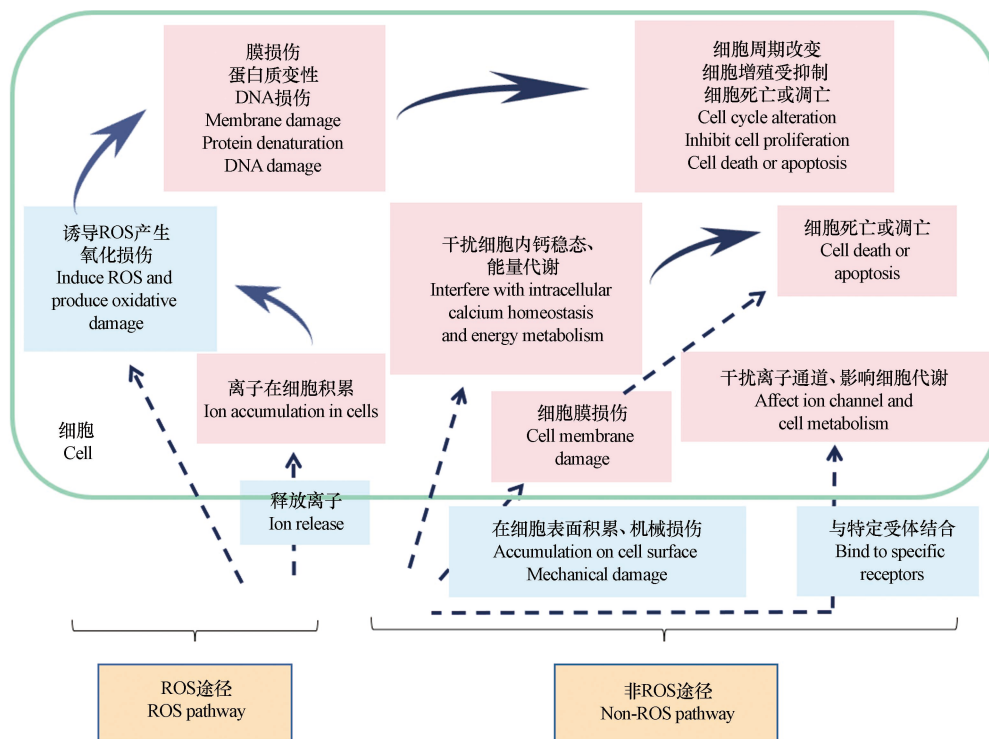 膜损伤
蛋白质变性
DNA损伤
Membrane damage
Protein denaturation
DNA damage
细胞周期改变
细胞增殖受抑制
细胞死亡或凋亡
Cell cycle alteration
Inhibit cell proliferation
Cell death or apoptosis
诱导ROS产生
氧化损伤
Induce ROS and
produce oxidative
damage
干扰细胞内钙稳态、
能量代谢
Interfere with intracellular
calcium homeostasis
and energy metabolism
细胞死亡或凋亡
Cell death or
apoptosis
离子在细胞积累
Ion accumulation in cells
细胞膜损伤
Cell membrane
damage
干扰离子通道、影响细胞代谢
Affect ion channel and
cell metabolism
细胞
Cell
释放离子
Ion release
在细胞表面积累、机械损伤
Accumulation on cell surface
Mechanical damage
与特定受体结合
Bind to specific
receptors
ROS途径
ROS pathway
非ROS途径
Non-ROS pathway